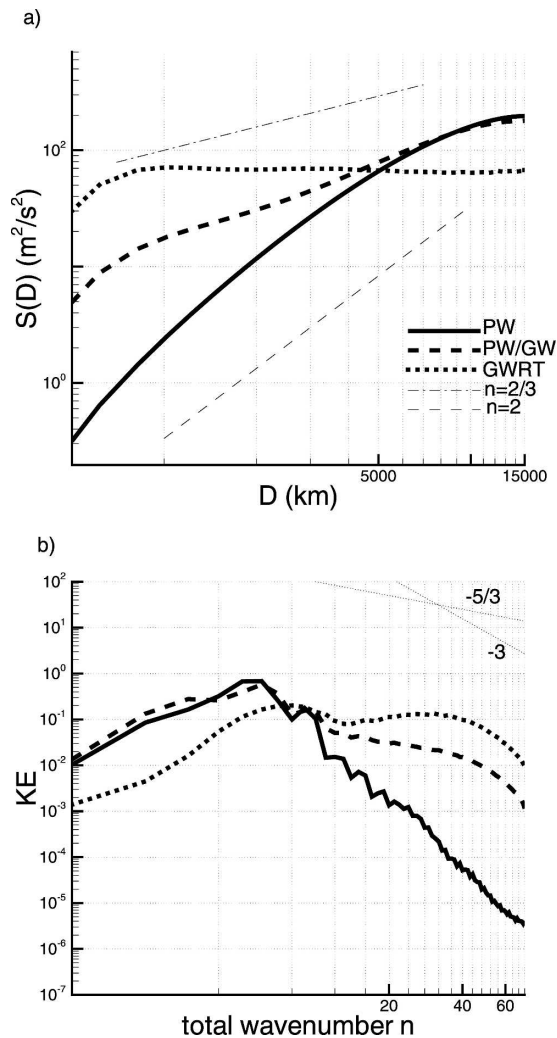 a)
S(D) (m²/s²)
10²
10⁰
PW
PW/GW
GWRT
n=2/3
n=2
5000
15000
D (km)
b)
KE
10²
10¹
10⁰
10⁻¹
10⁻²
10⁻³
10⁻⁴
10⁻⁵
10⁻⁶
10⁻⁷
-5/3
-3
20
40
60
total wavenumber n